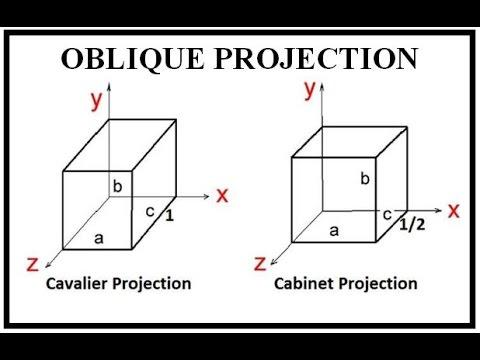 OBLIQUE PROJECTION
y
b
x
c
1
a
z
Cavalier Projection
y
b
x
c
1/2
a
z
Cabinet Projection